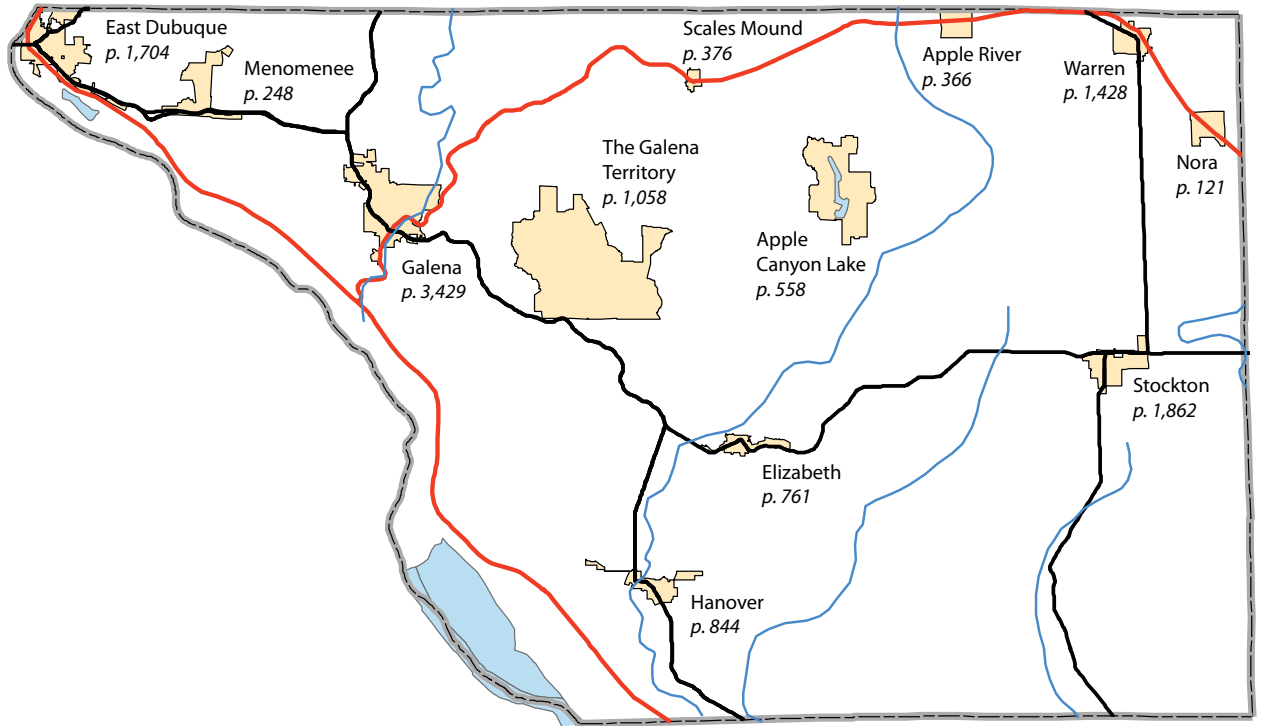 East Dubuque
p. 1,704
Menomenee
p. 248
Scales Mound
p. 376
Apple River
p. 366
Warren
p. 1,428
Nora
p. 121
The Galena
Territory
p. 1,058
Apple
Canyon Lake
p. 558
Galena
p. 3,429
Stockton
p. 1,862
Elizabeth
p. 761
Hanover
p. 844